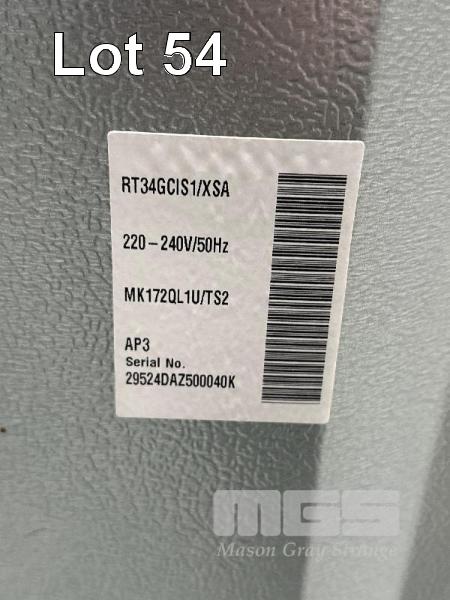 Lot 54
RT34GCIS1/XSA
220-240V/50Hz
MK172QL1U/TS2
AP3
Serial No.
29524DAZ500040K
MGS
Mason Gray Strange